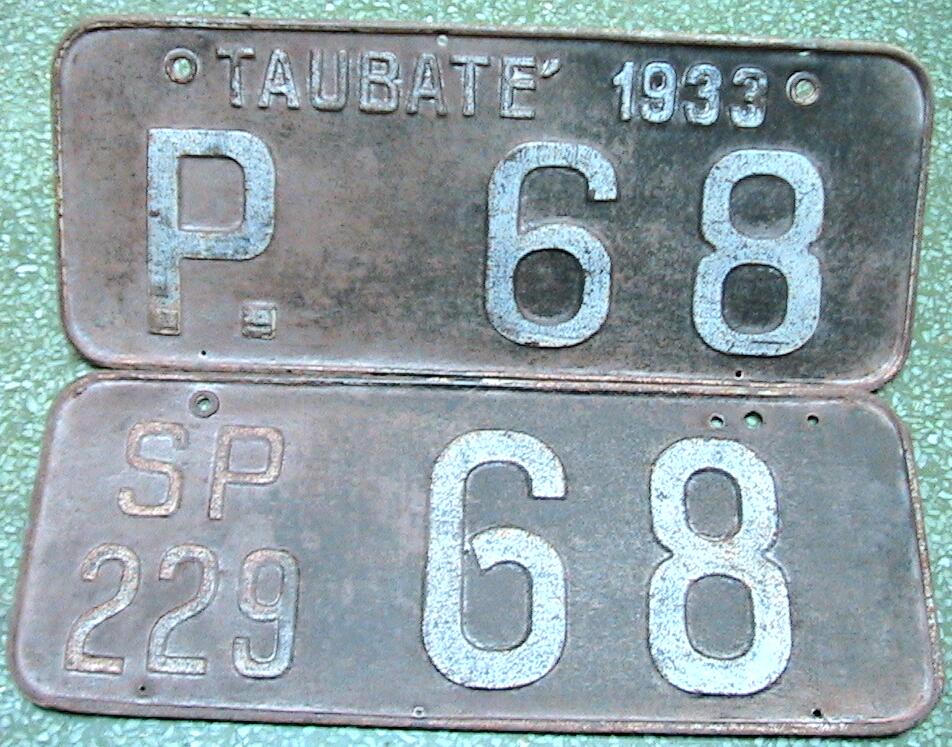 TAUBATE´ 1933
P. 68
SP
229 68